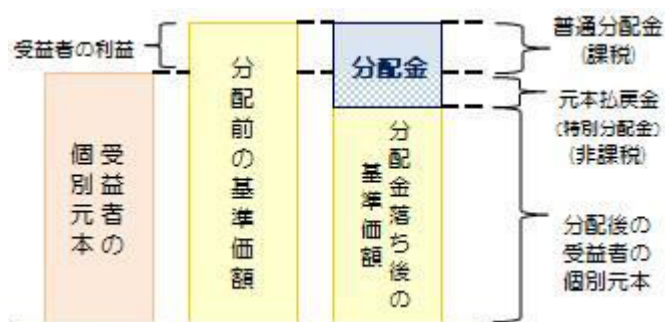 受益者の利益
受益者の
個別元本
分配前の基準価額
分配金
分配金落ち後の
基準価額
普通分配金
(課税)
元本払戻金
(特別分配金)
(非課税)
分配後の
受益者の
個別元本